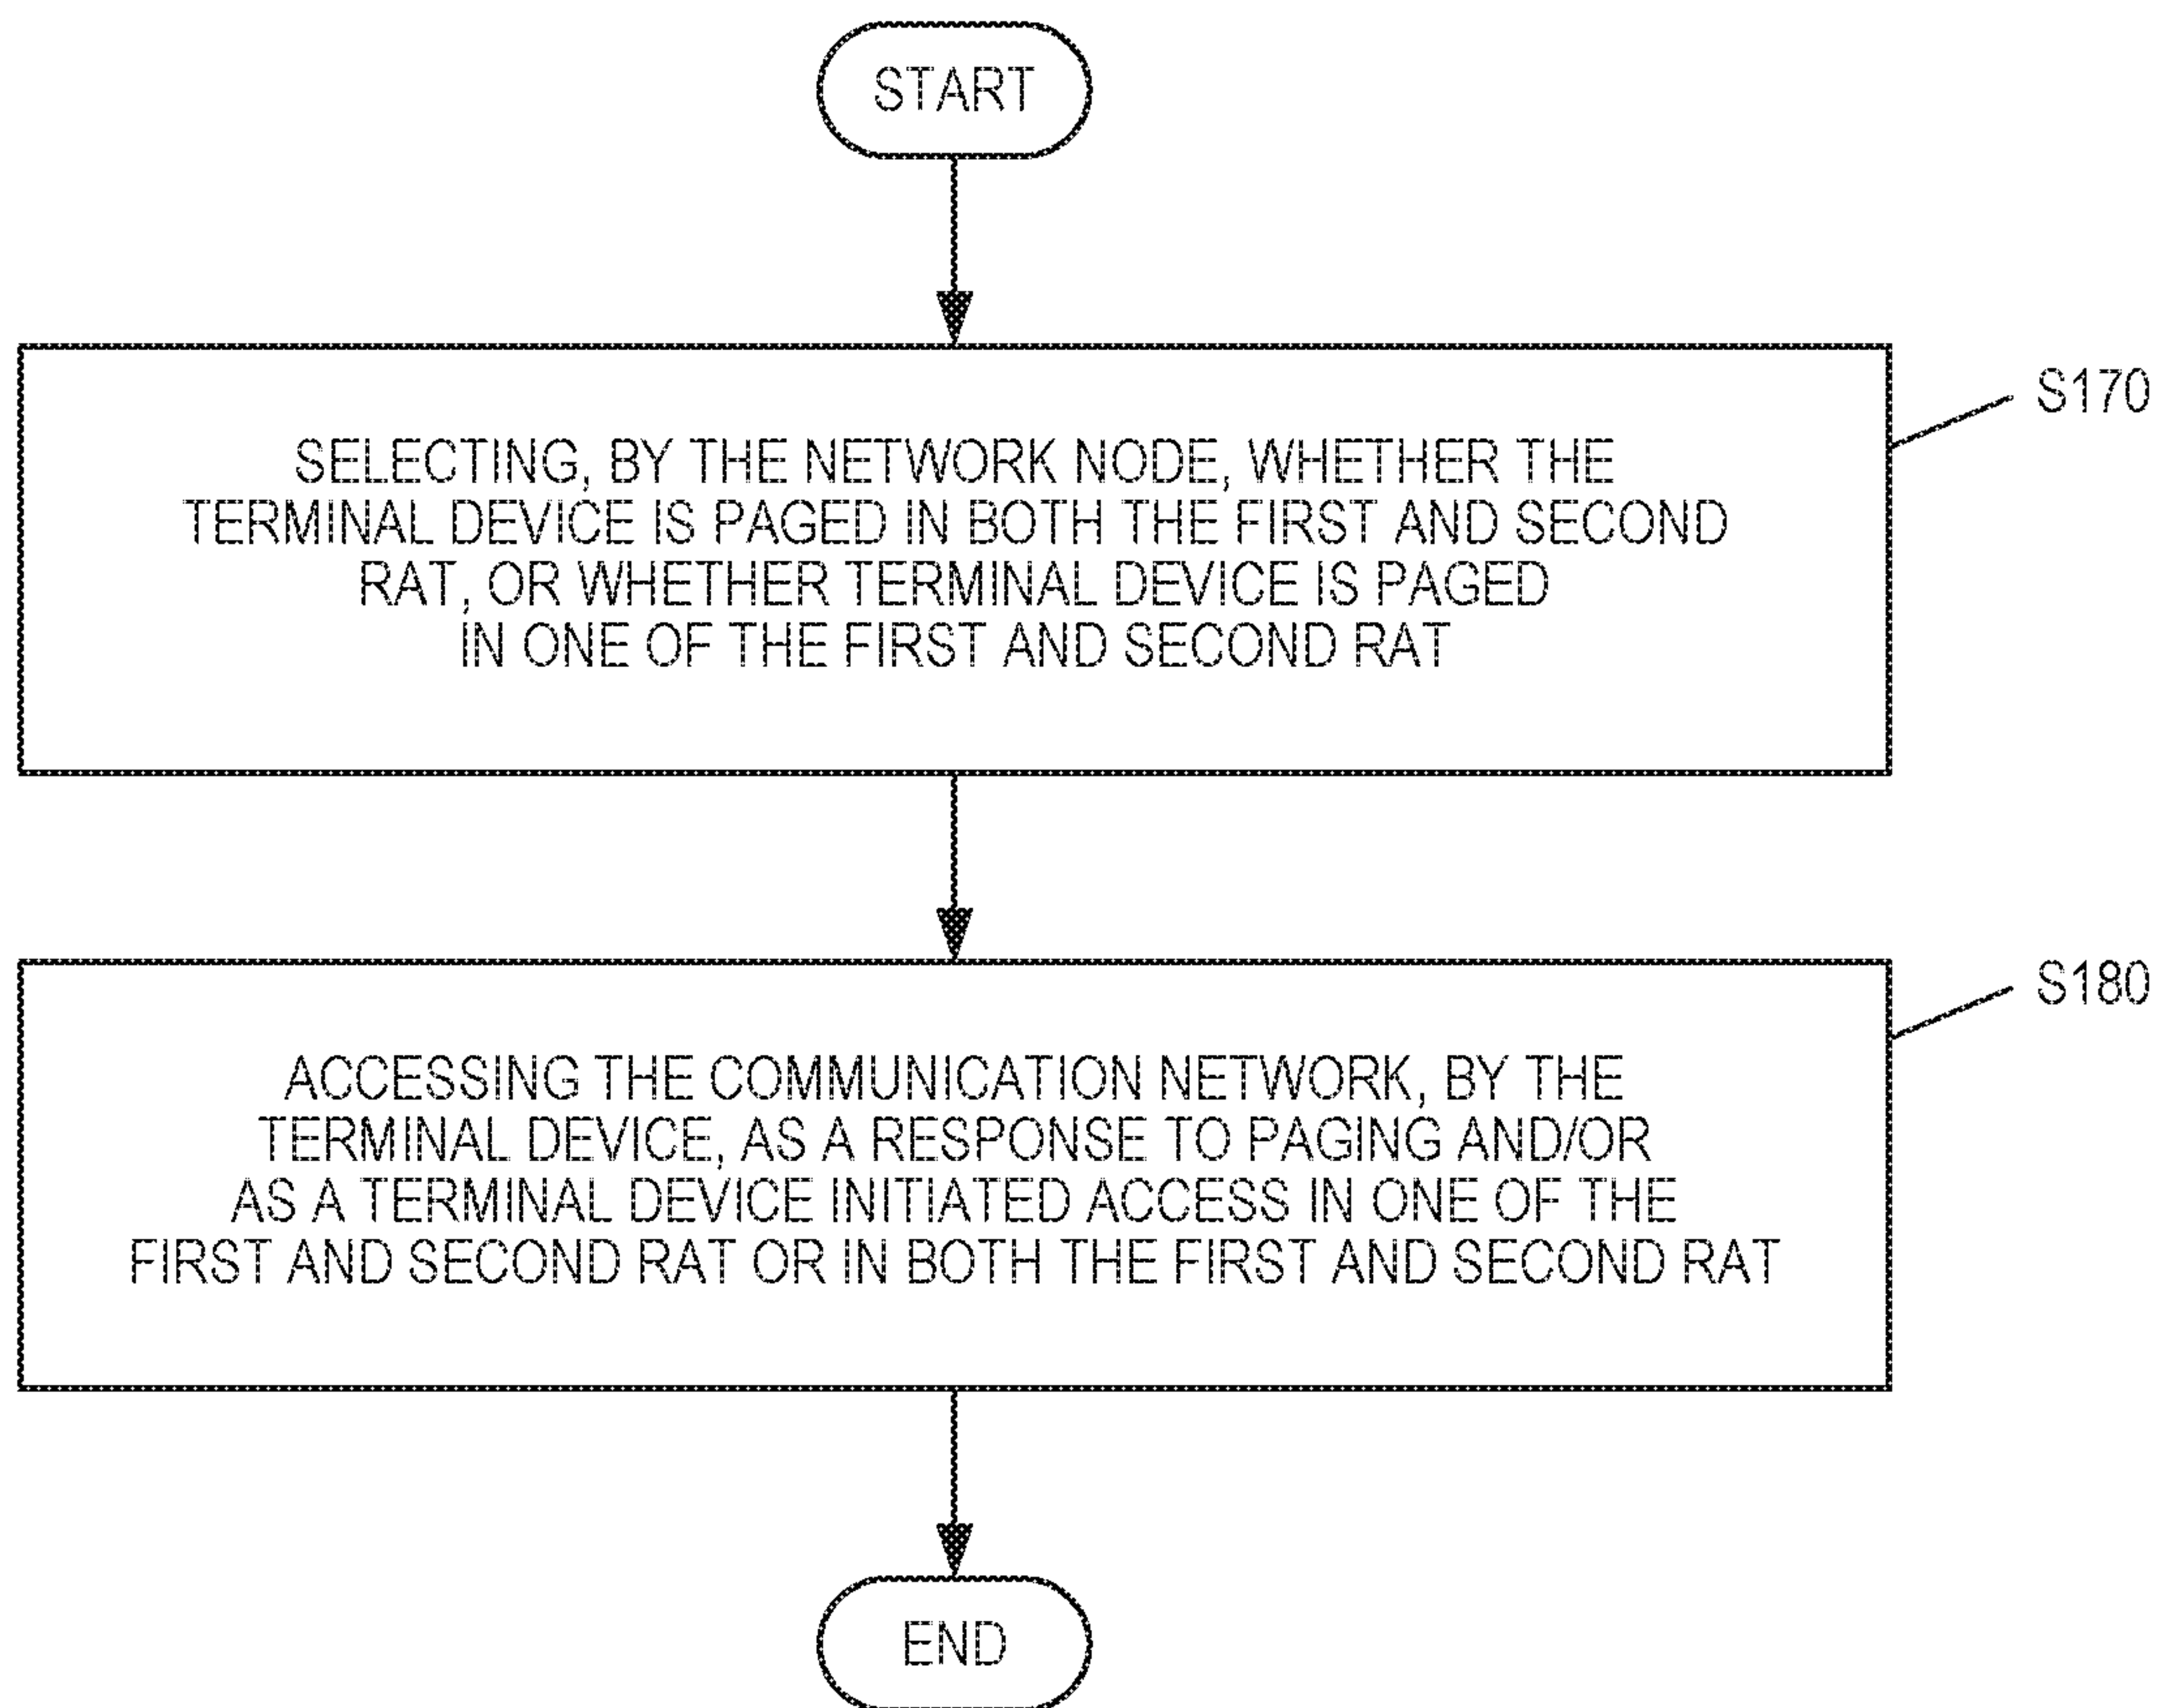 START
S170
SELECTING, BY THE NETWORK NODE, WHETHER THE
TERMINAL DEVICE IS PAGED IN BOTH THE FIRST AND SECOND
RAT, OR WHETHER TERMINAL DEVICE IS PAGED
IN ONE OF THE FIRST AND SECOND RAT
S180
ACCESSING THE COMMUNICATION NETWORK, BY THE
TERMINAL DEVICE, AS A RESPONSE TO PAGING AND/OR
AS A TERMINAL DEVICE INITIATED ACCESS IN ONE OF THE
FIRST AND SECOND RAT OR IN BOTH THE FIRST AND SECOND RAT
END